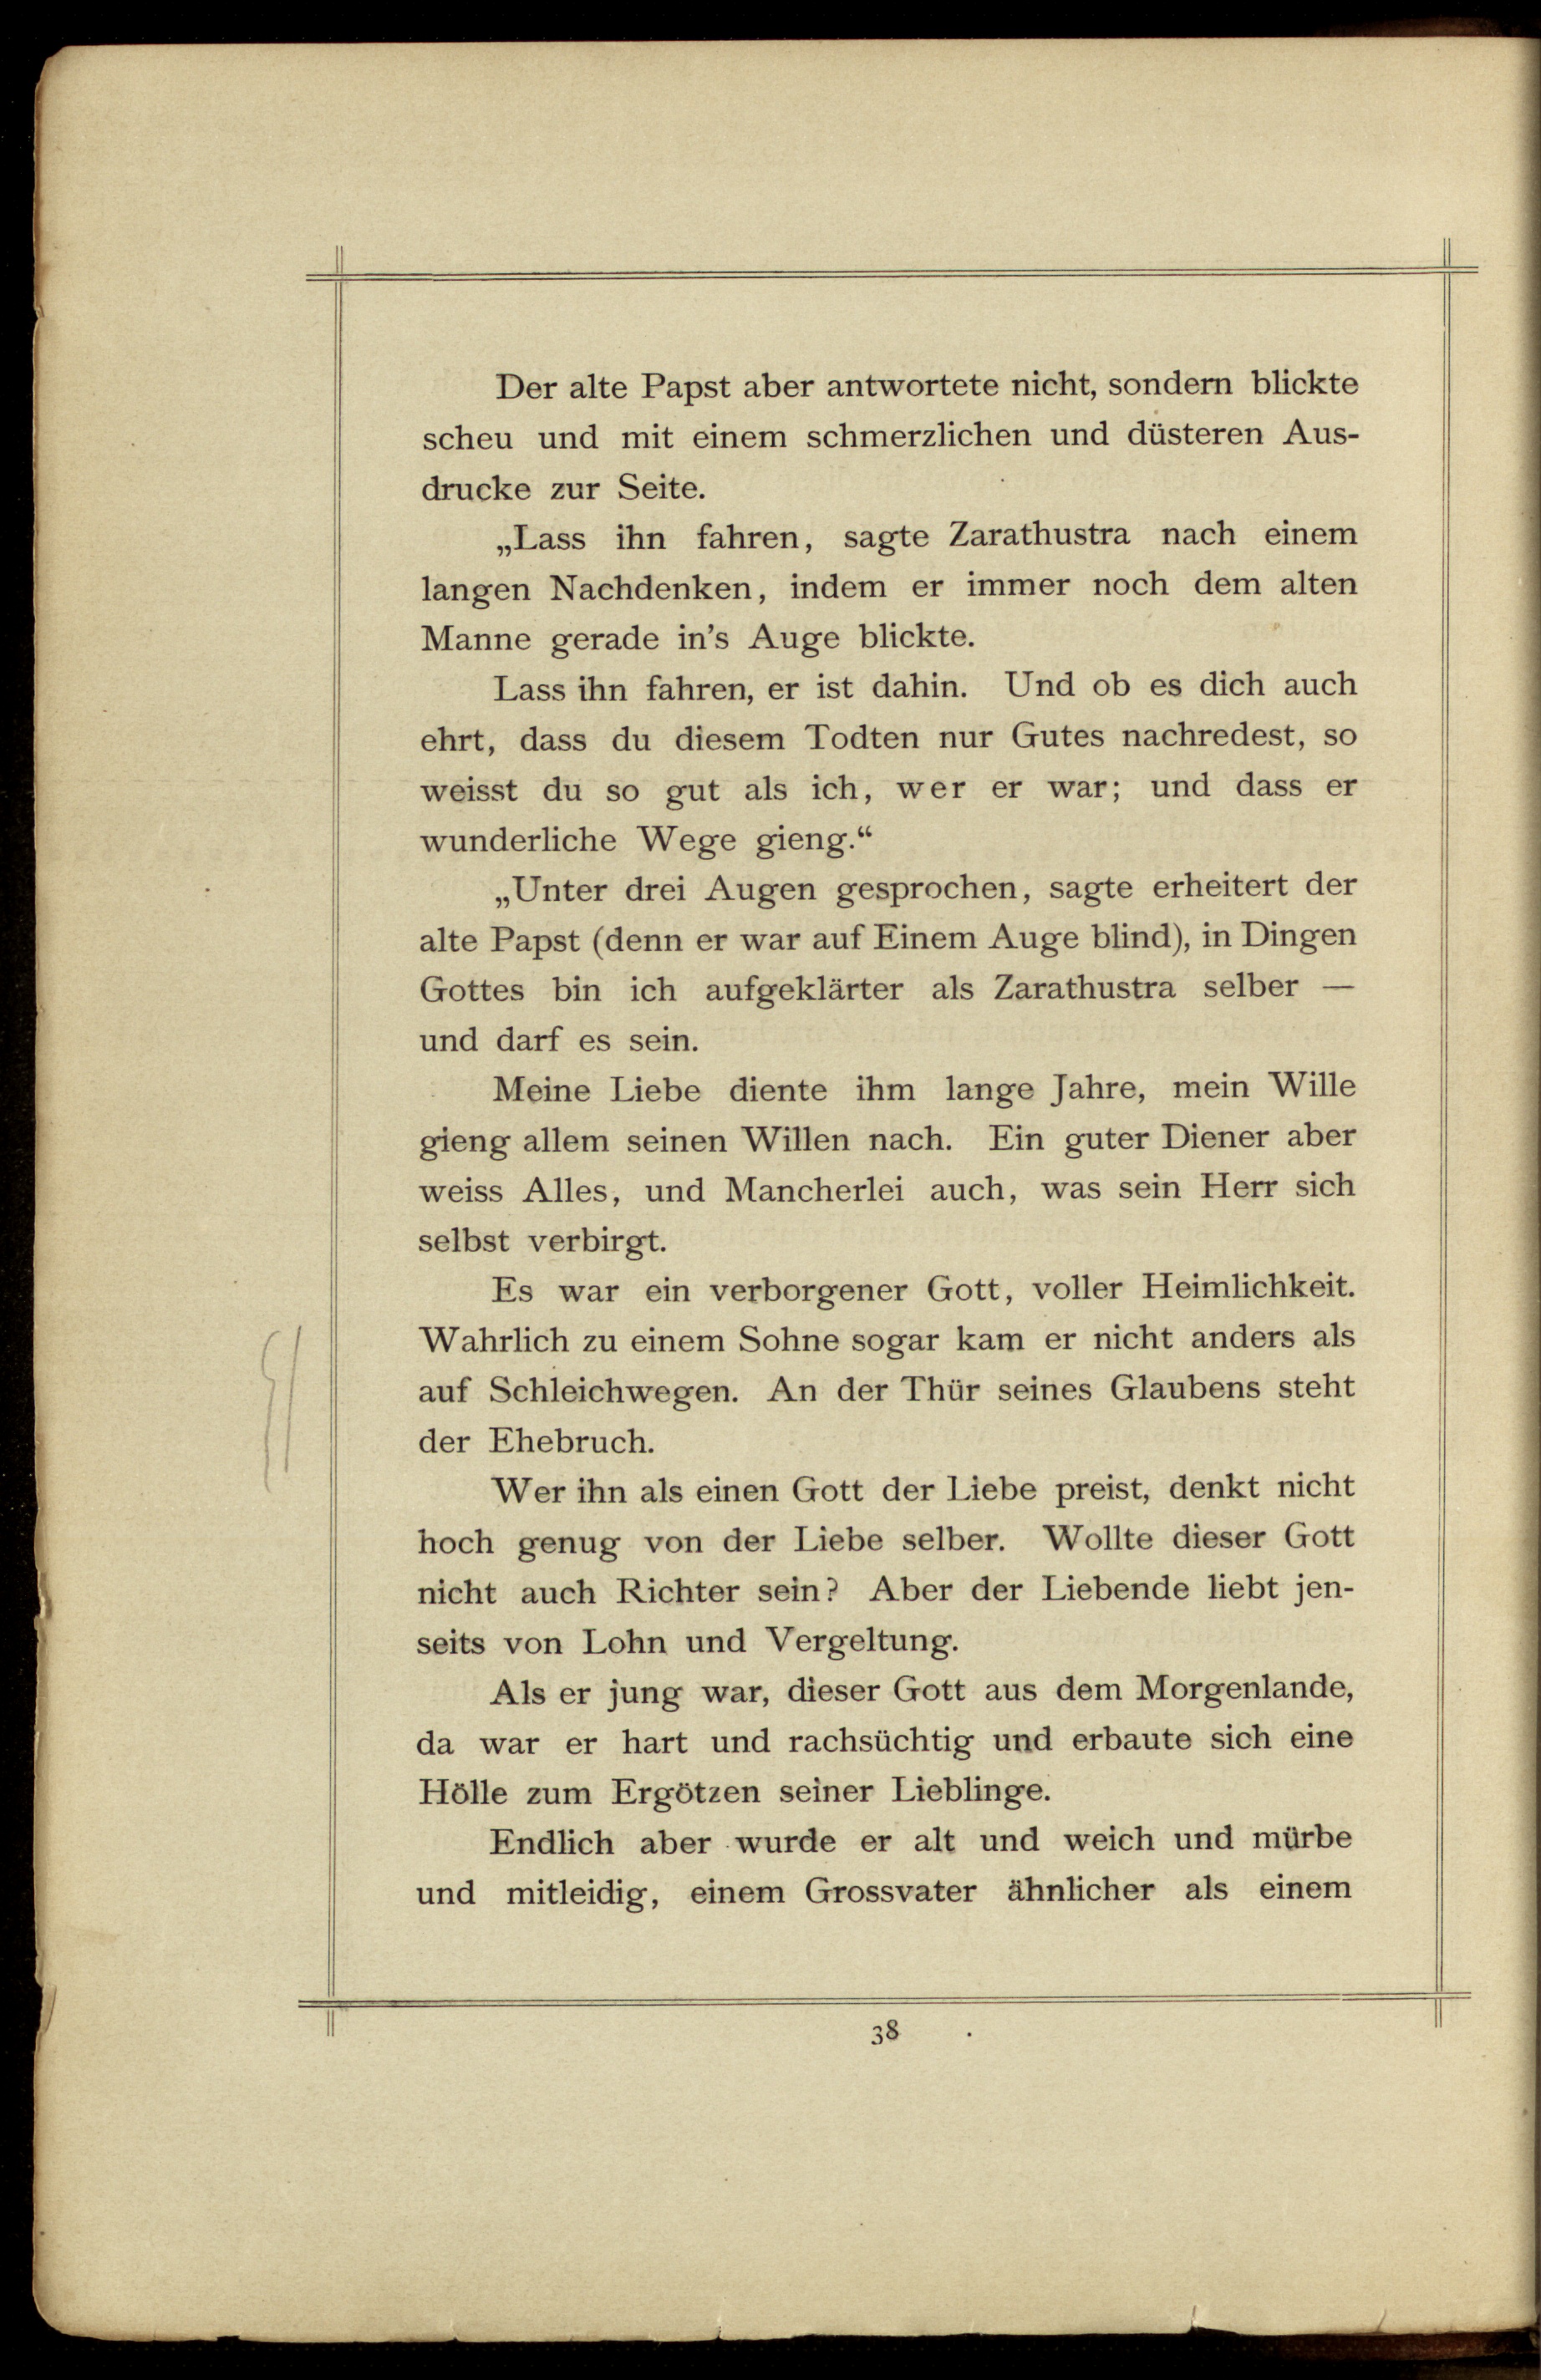 Der alte Papst aber antwortete nicht, sondern blickte
scheu und mit einem schmerzlichen und düsteren Aus-
drucke zur Seite.
„Lass ihn fahren, sagte Zarathustra nach einem
langen Nachdenken, indem er immer noch dem alten
Manne gerade in's Auge blickte.
Lass ihn fahren, er ist dahin. Und ob es dich auch
ehrt, dass du diesem Todten nur Gutes nachredest, so
weisst du so gut als ich, wer er war; und dass er
wunderliche Wege gieng.“
„Unter drei Augen gesprochen, sagte erheitert der
alte Papst (denn er war auf Einem Auge blind), in Dingen
Gottes bin ich aufgeklärter als Zarathustra selber —
und darf es sein.
Meine Liebe diente ihm lange Jahre, mein Wille
gieng allem seinen Willen nach. Ein guter Diener aber
weiss Alles, und Mancherlei auch, was sein Herr sich
selbst verbirgt.
Es war ein verborgener Gott, voller Heimlichkeit.
Wahrlich zu einem Sohne sogar kam er nicht anders als
auf Schleichwegen. An der Thür seines Glaubens steht
der Ehebruch.
Wer ihn als einen Gott der Liebe preist, denkt nicht
hoch genug von der Liebe selber. Wollte dieser Gott
nicht auch Richter sein? Aber der Liebende liebt jen-
seits von Lohn und Vergeltung.
Als er jung war, dieser Gott aus dem Morgenlande,
da war er hart und rachsüchtig und erbaute sich eine
Hölle zum Ergötzen seiner Lieblinge.
Endlich aber wurde er alt und weich und mürbe
und mitleidig, einem Grossvater ähnlicher als einem
38